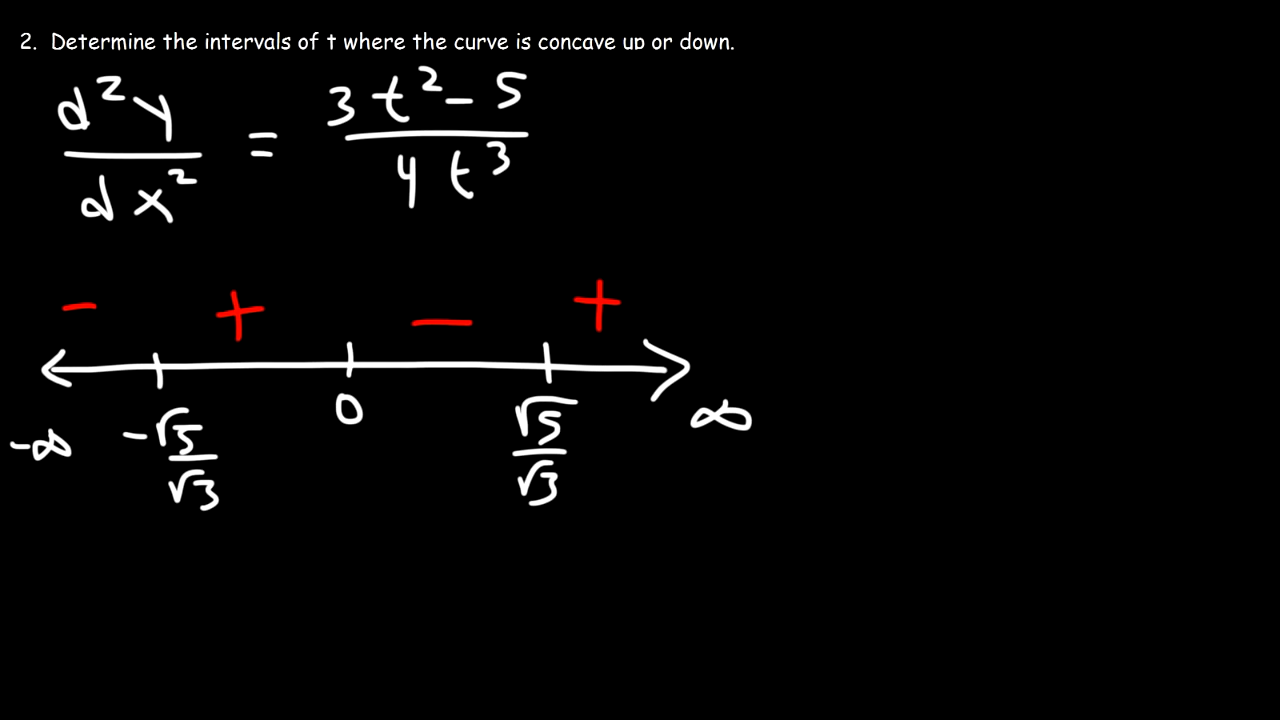 2. Determine the intervals of t where the curve is concave up or down.
d²y/dx² = 3t² - 5/4t³
- + - +
-∞ -√5/√3 0 √5/√3 ∞